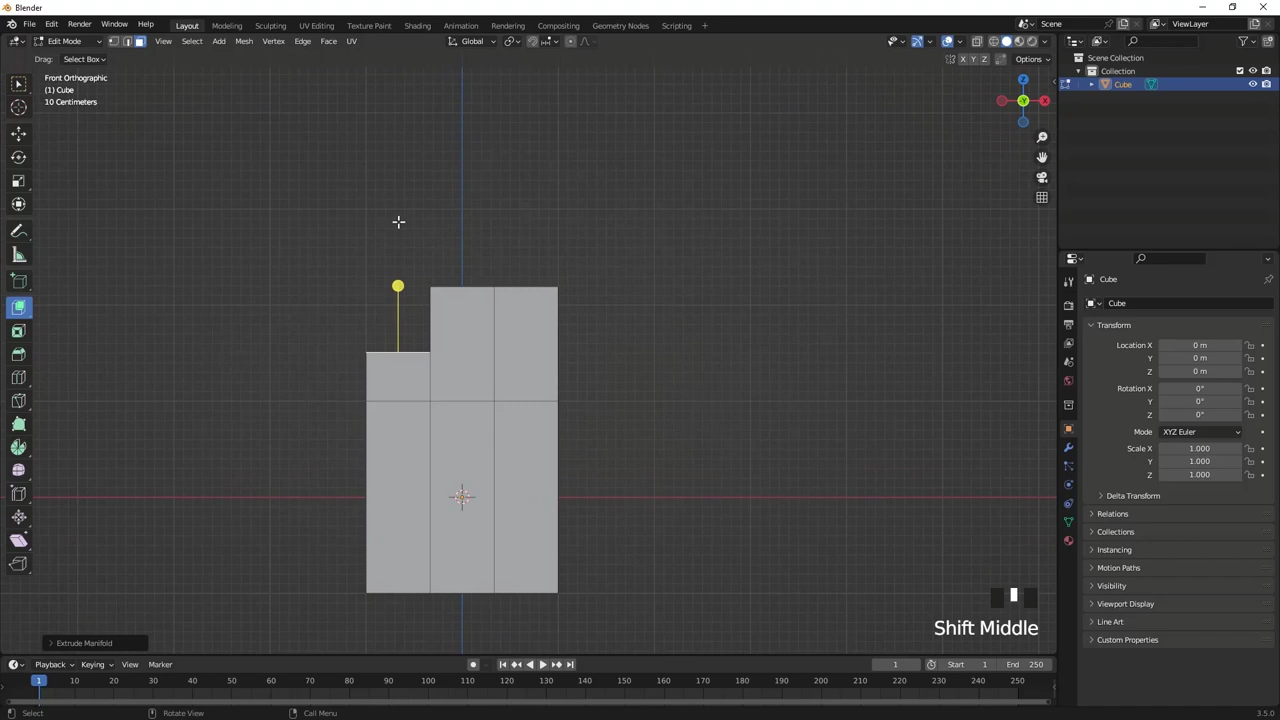 Blender
File Edit Render Window Help Layout Modeling Sculpting UV Editing Texture Paint Shading Animation Rendering Compositing Geometry Nodes Scripting + Scene ViewLayer
Edit Mode View Select Add Mesh Vertex Edge Face UV Global
Drag: Select Box X Y Z Options
Front Orthographic
(1) Cube
10 Centimeters
Z
X
-Y
Scene Collection
Collection
Cube
Cube
Cube
Transform
Location X 0 m
Y 0 m
Z 0 m
Rotation X 0°
Y 0°
Z 0°
Mode XYZ Euler
Scale X 1.000
Y 1.000
Z 1.000
Delta Transform
Relations
Collections
Instancing
Motion Paths
Visibility
Viewport Display
Line Art
Custom Properties
Shift Middle
Extrude Manifold
Playback Keying View Marker 1 Start 1 End 250
1 10 20 30 40 50 60 70 80 90 100 110 120 130 140 150 160 170 180 190 200 210 220 230 240 250
Select Rotate View Call Menu 3.5.0